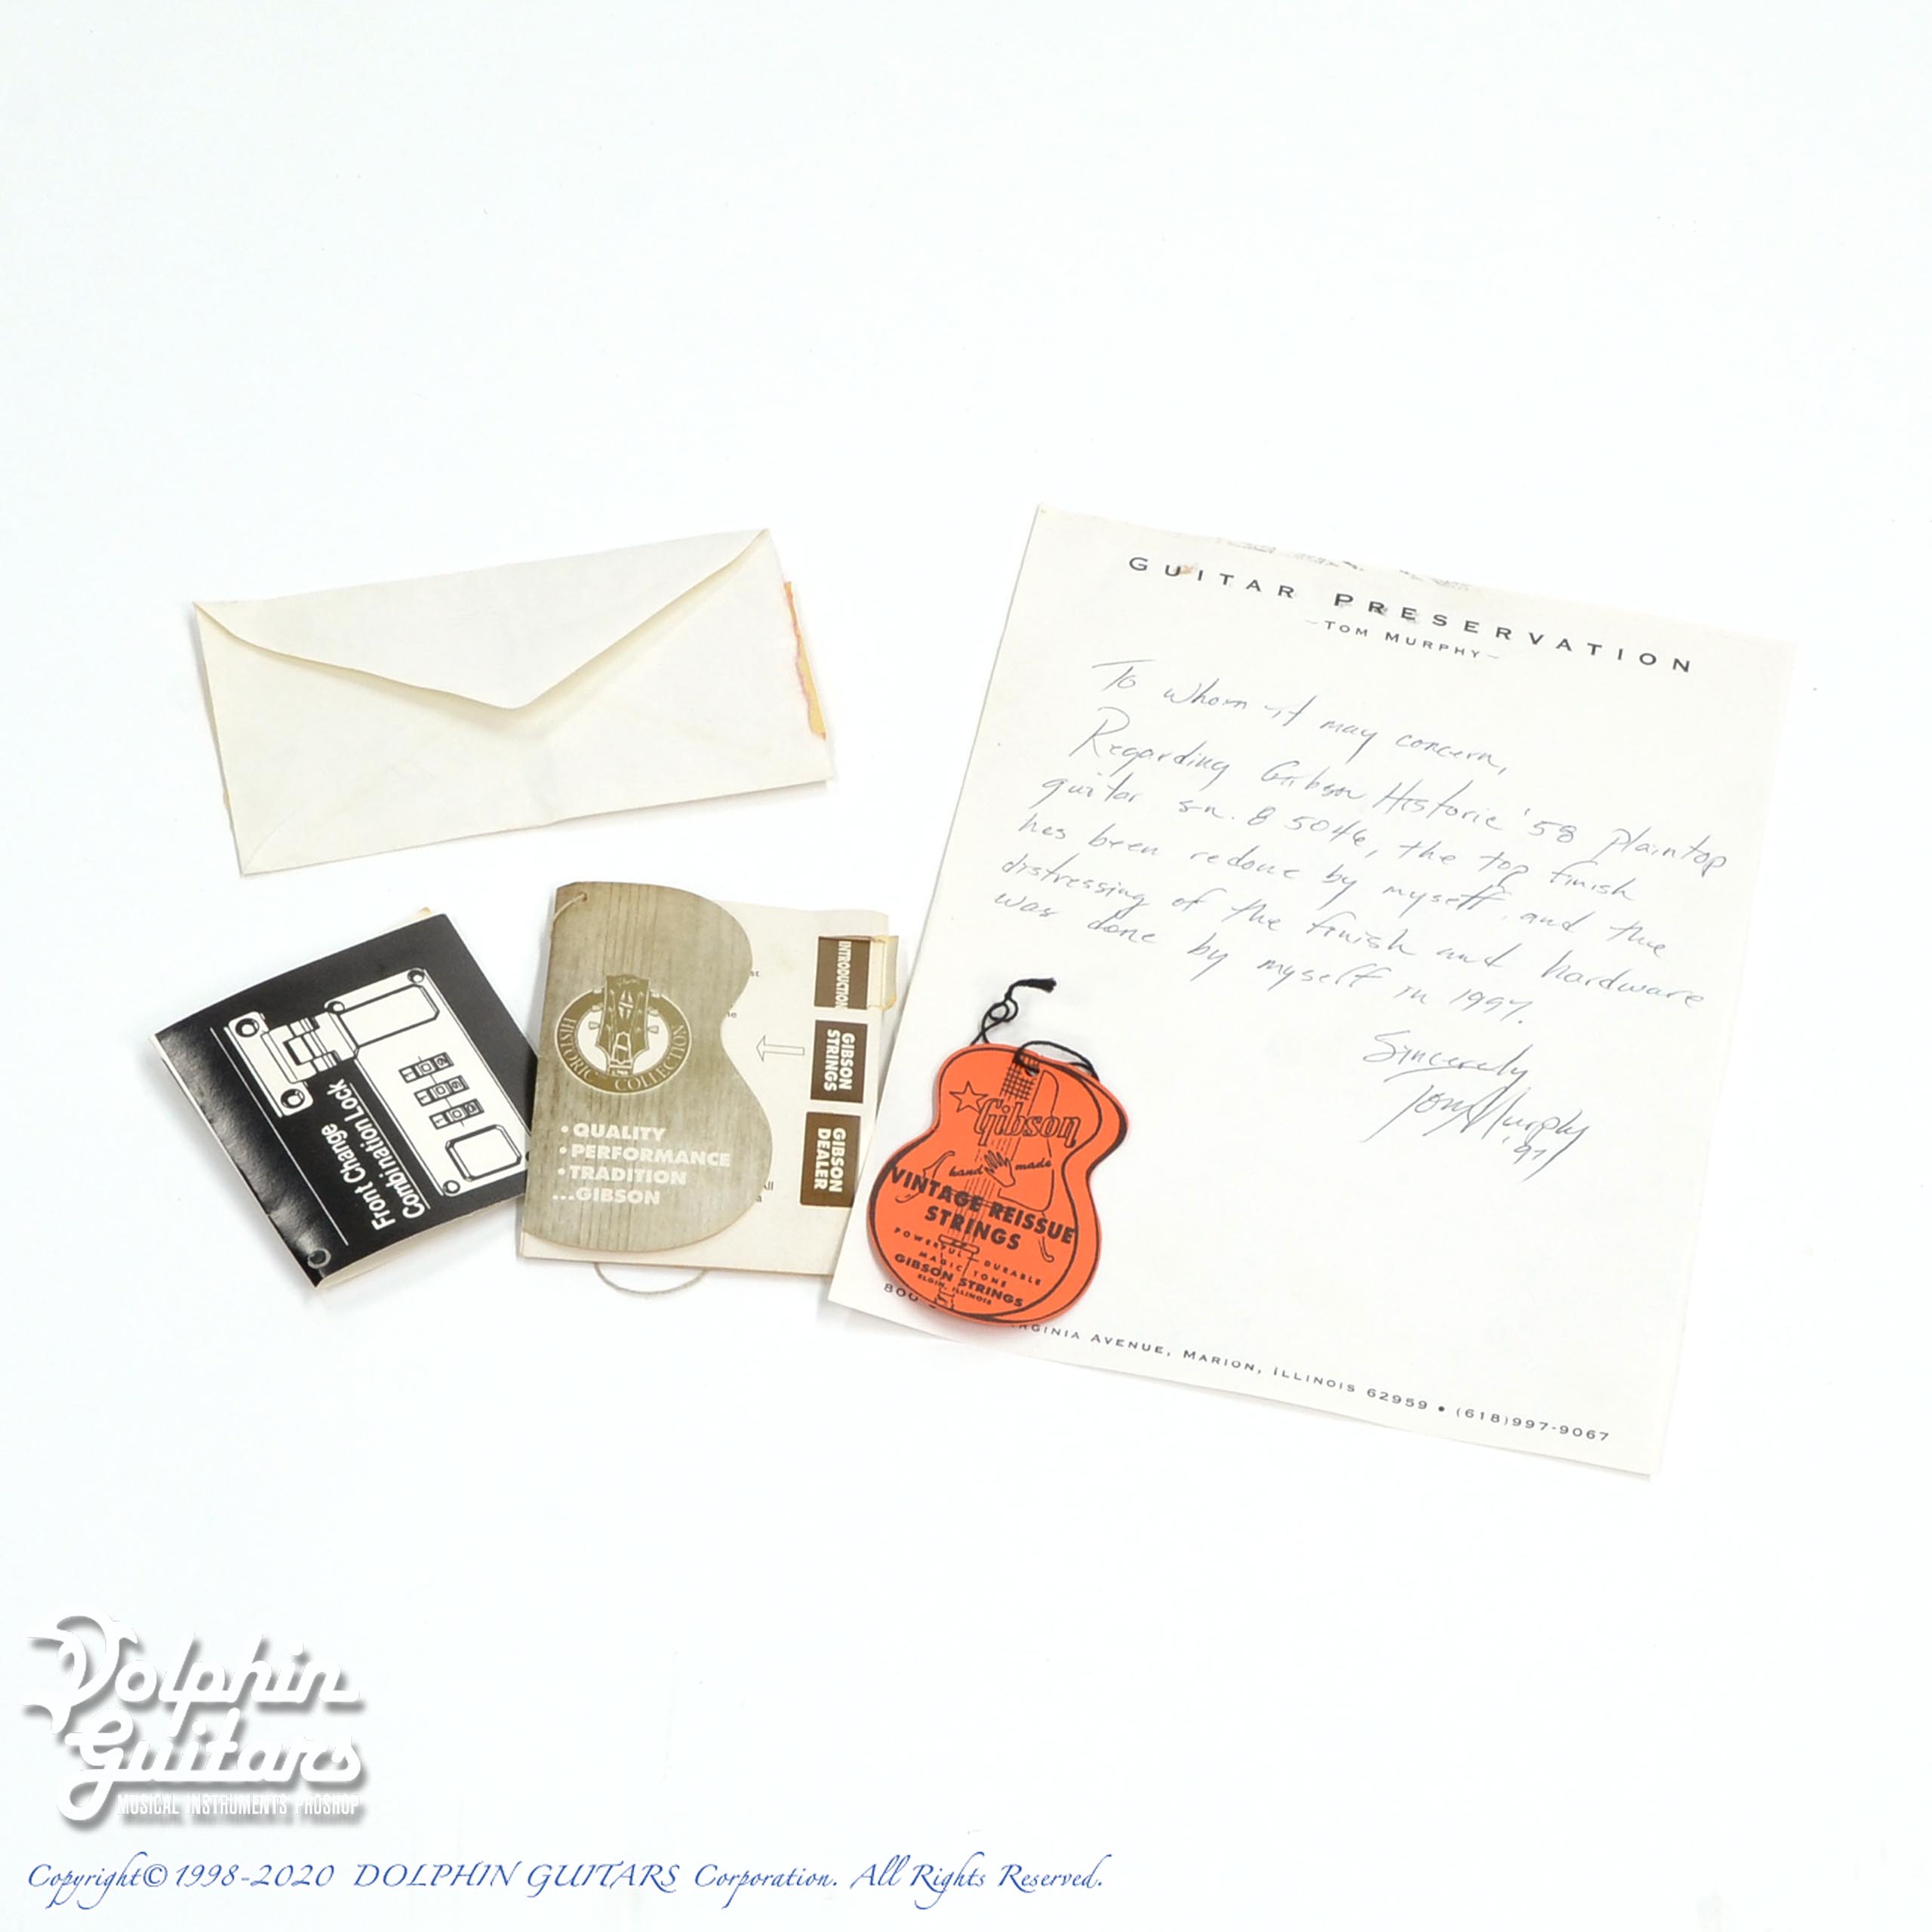 GUITAR PRESERVATION
~TOM MURPHY~
To whom it may concern,
Regarding Gibson Historic '58 plaintop
guitar sn. 8 5046, the top finish
has been redone by myself, and the
distressing of the finish and hardware
was done by myself in 1997.
Sincerely
Tom Murphy
'97
VIRGINIA AVENUE, MARION, ILLINOIS 62959 • (618)997-9067
Front Change
Combination Lock
HISTORIC COLLECTION
• QUALITY
• PERFORMANCE
• TRADITION
...GIBSON
INTRODUCTION
GIBSON
STRINGS
GIBSON
DEALER
Gibson
hand made
VINTAGE REISSUE
STRINGS
POWERFUL - DURABLE
MAGIC TONE
GIBSON STRINGS
ELGIN, ILLINOIS
Dolphin
Guitars
MUSICAL INSTRUMENTS PROSHOP
Copyright© 1998-2020 DOLPHIN GUITARS Corporation. All Rights Reserved.